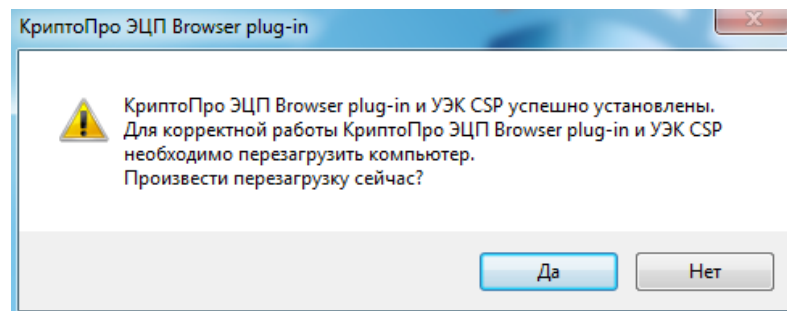 КриптоПро ЭЦП Browser plug-in
КриптоПро ЭЦП Browser plug-in и УЭК CSP успешно установлены.
Для корректной работы КриптоПро ЭЦП Browser plug-in и УЭК CSP
необходимо перезагрузить компьютер.
Произвести перезагрузку сейчас?
Да
Нет